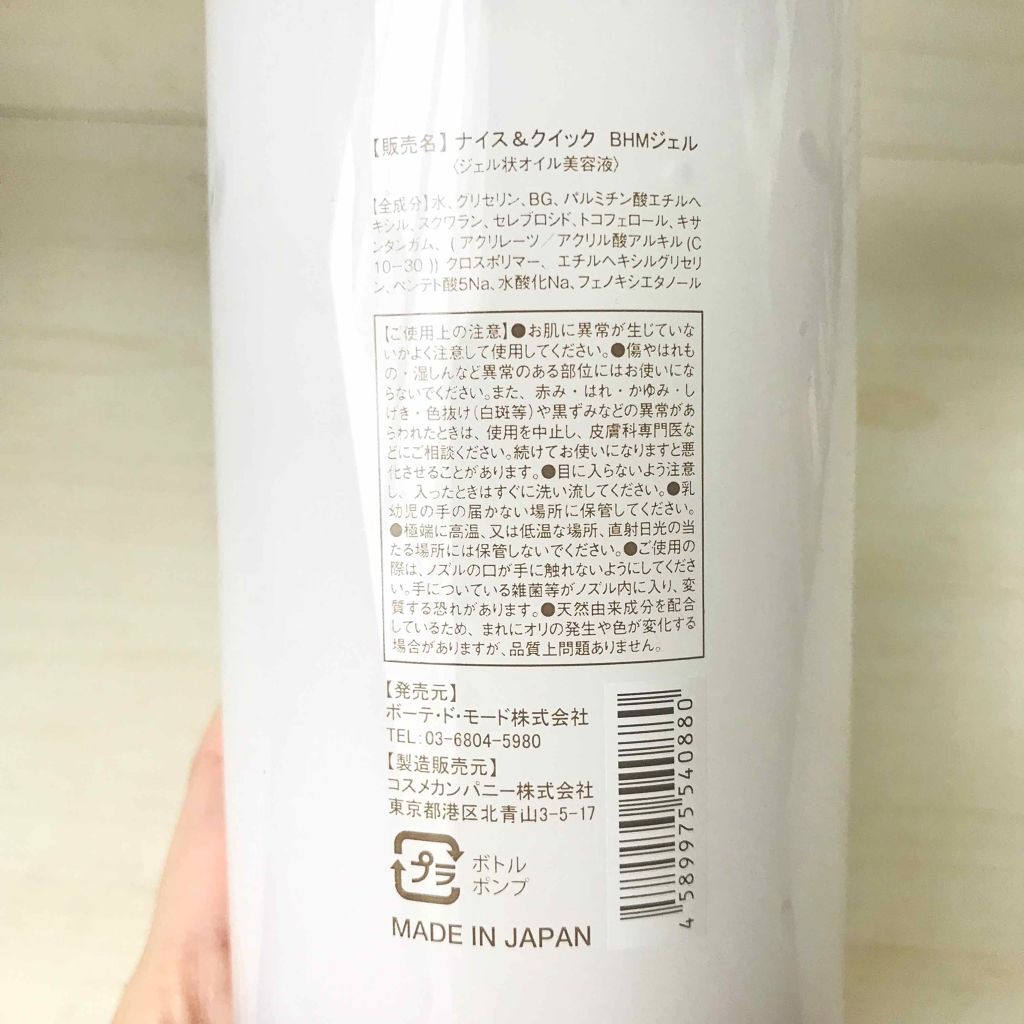 【販売名】ナイス&クイック BHMジェル
〈ジェル状オイル美容液〉
【全成分】水、グリセリン、BG、パルミチン酸エチルヘ
キシル、スクワラン、セレブロシド、トコフェロール、キサ
ンタンガム、(アクリレーツ/アクリル酸アルキル(C
10-30))クロスポリマー、エチルヘキシルグリセリ
ン、ペンテト酸5Na、水酸化Na、フェノキシエタノール
【ご使用上の注意】●お肌に異常が生じていな
いかよく注意して使用してください。●傷やはれも
の・湿しんなど異常のある部位にはお使いにな
らないでください。また、赤み・はれ・かゆみ・し
げき・色抜け(白斑等)や黒ずみなどの異常があ
らわれたときは、使用を中止し、皮膚科専門医な
どにご相談ください。続けてお使いになりますと悪
化させることがあります。●目に入らないよう注意
し、入ったときはすぐに洗い流してください。●乳
幼児の手の届かない場所に保管してください。
●極端に高温、又は低温な場所、直射日光の当
たる場所には保管しないでください。●ご使用の
際は、ノズルの口が手に触れないようにしてくださ
い。手についている雑菌等がノズル内に入り、変
質する恐れがあります。●天然由来成分を配合
しているため、まれにオリの発生や色が変化する
場合がありますが、品質上問題ありません。
【発売元】
ボーテ・ド・モード株式会社
TEL:03-6804-5980
【製造販売元】
コスメカンパニー株式会社
東京都港区北青山3-5-17
プラ
ボトル
ポンプ
MADE IN JAPAN
4589975540880